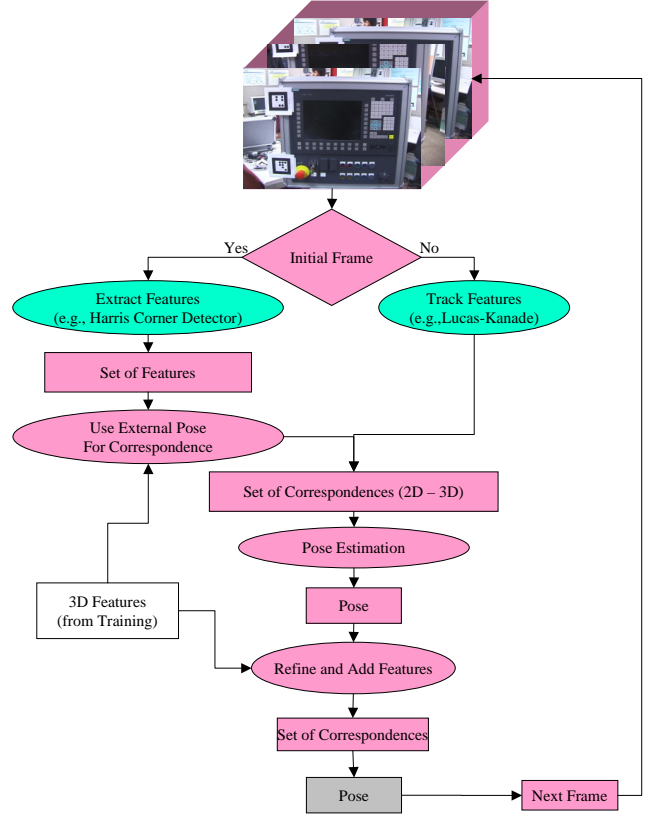 Initial Frame
Yes
No
Extract Features
(e.g., Harris Corner Detector)
Track Features
(e.g.,Lucas-Kanade)
Set of Features
Use External Pose
For Correspondence
Set of Correspondences (2D – 3D)
Pose Estimation
3D Features
(from Training)
Pose
Refine and Add Features
Set of Correspondences
Pose
Next Frame